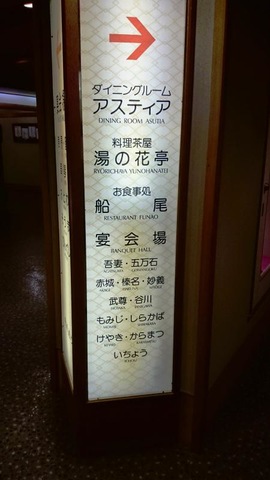 ダイニングルーム
アスティア
DINING ROOM ASUTIA
料理茶屋
湯の花亭
RYORICHAYA YUNOHANATEI
お食事処
船尾
RESTAURANT FUNAO
宴会場
BANQUET HALL
吾妻・五万石
赤城・榛名・妙義
武尊・谷川
もみじ・しらかば
けやき・からまつ
いちょう